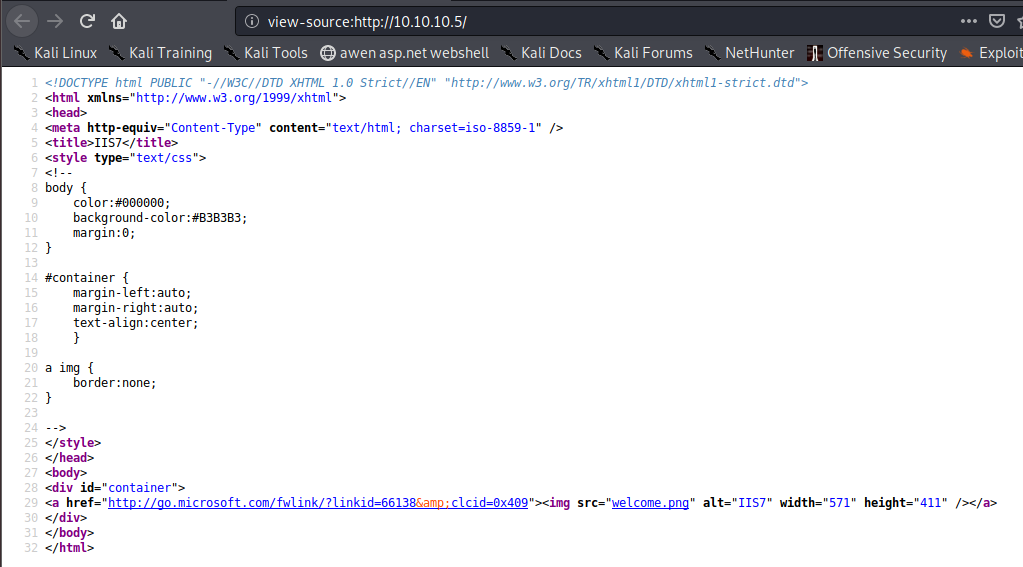 view-source:http://10.10.10.5/
Kali Linux Kali Training Kali Tools awen asp.net webshell Kali Docs Kali Forums NetHunter Offensive Security Exploit
1 <!DOCTYPE html PUBLIC "-//W3C//DTD XHTML 1.0 Strict//EN" "http://www.w3.org/TR/xhtml1/DTD/xhtml1-strict.dtd">
2 <html xmlns="http://www.w3.org/1999/xhtml">
3 <head>
4 <meta http-equiv="Content-Type" content="text/html; charset=iso-8859-1" />
5 <title>IIS7</title>
6 <style type="text/css">
7 <!--
8 body {
9     color:#000000;
10     background-color:#B3B3B3;
11     margin:0;
12 }
13
14 #container {
15     margin-left:auto;
16     margin-right:auto;
17     text-align:center;
18     }
19
20 a img {
21     border:none;
22 }
23
24 -->
25 </style>
26 </head>
27 <body>
28 <div id="container">
29 <a href="http://go.microsoft.com/fwlink/?linkid=66138&amp;clcid=0x409"><img src="welcome.png" alt="IIS7" width="571" height="411" /></a>
30 </div>
31 </body>
32 </html>